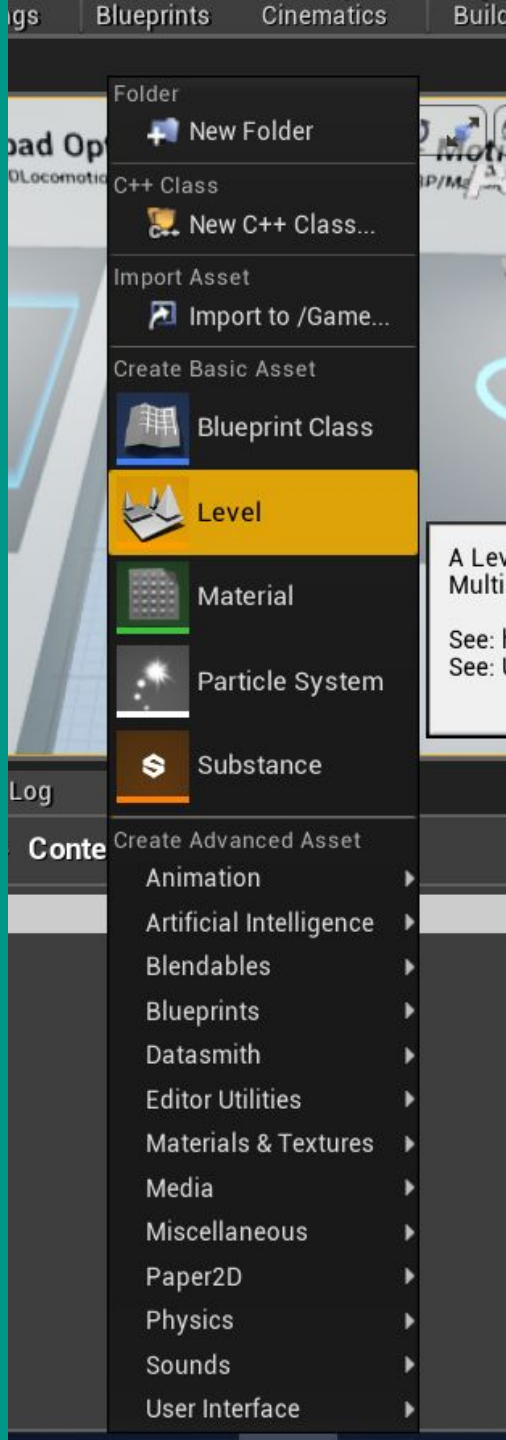 Blueprints Cinematics
Folder
New Folder
C++ Class
New C++ Class...
Import Asset
Import to /Game...
Create Basic Asset
Blueprint Class
Level
A
Multi
Material
See:
See:
Particle System
Substance
Log
Create Advanced Asset
Animation
Artificial Intelligence
Blendables
Blueprints
Datasmith
Editor Utilities
Materials & Textures
Media
Miscellaneous
Paper2D
Physics
Sounds
User Interface